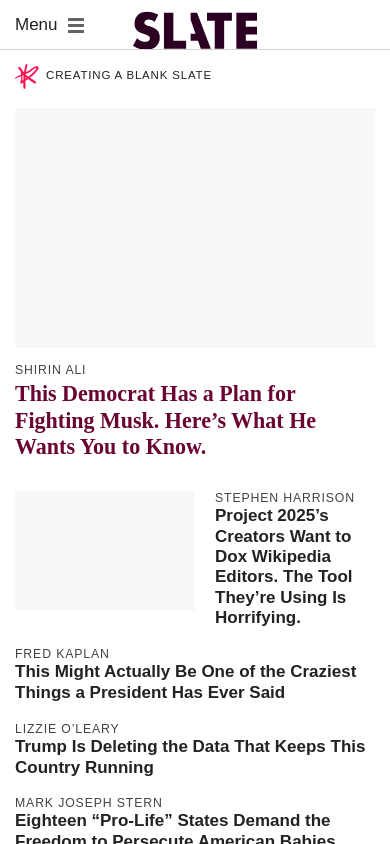 Menu
SLATE
CREATING A BLANK SLATE
SHIRIN ALI
This Democrat Has a Plan for
Fighting Musk. Here’s What He
Wants You to Know.
STEPHEN HARRISON
Project 2025’s
Creators Want to
Dox Wikipedia
Editors. The Tool
They’re Using Is
Horrifying.
FRED KAPLAN
This Might Actually Be One of the Craziest
Things a President Has Ever Said
LIZZIE O’LEARY
Trump Is Deleting the Data That Keeps This
Country Running
MARK JOSEPH STERN
Eighteen “Pro-Life” States Demand the
Freedom to Persecute American Babies